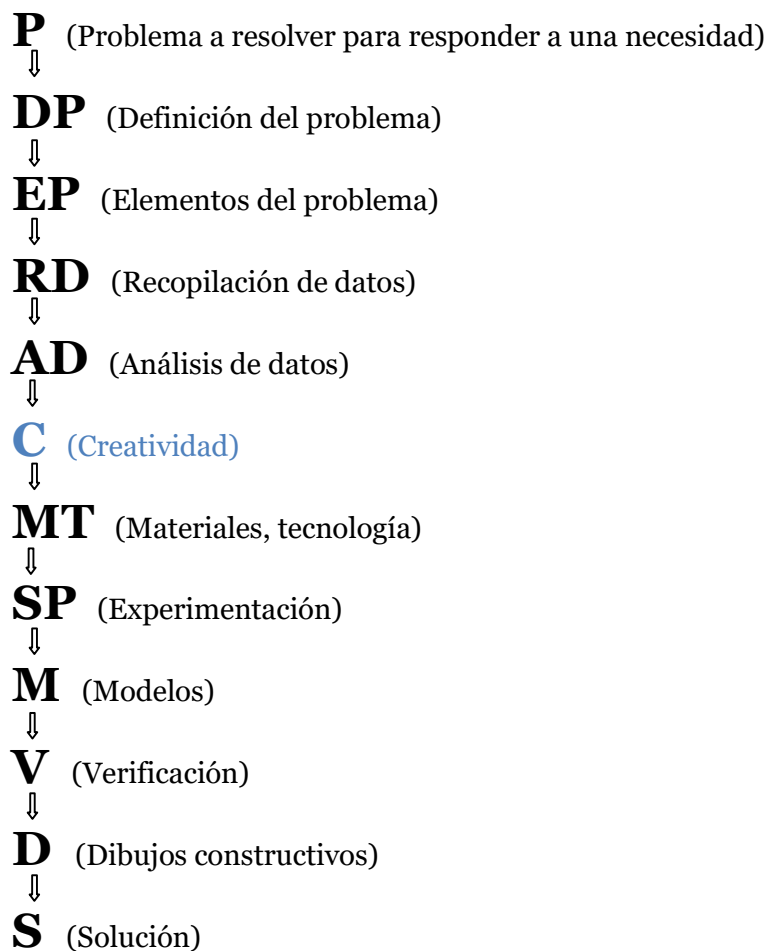 P (Problema a resolver para responder a una necesidad)
⇩
DP (Definición del problema)
⇩
EP (Elementos del problema)
⇩
RD (Recopilación de datos)
⇩
AD (Análisis de datos)
⇩
C (Creatividad)
⇩
MT (Materiales, tecnología)
⇩
SP (Experimentación)
⇩
M (Modelos)
⇩
V (Verificación)
⇩
D (Dibujos constructivos)
⇩
S (Solución)